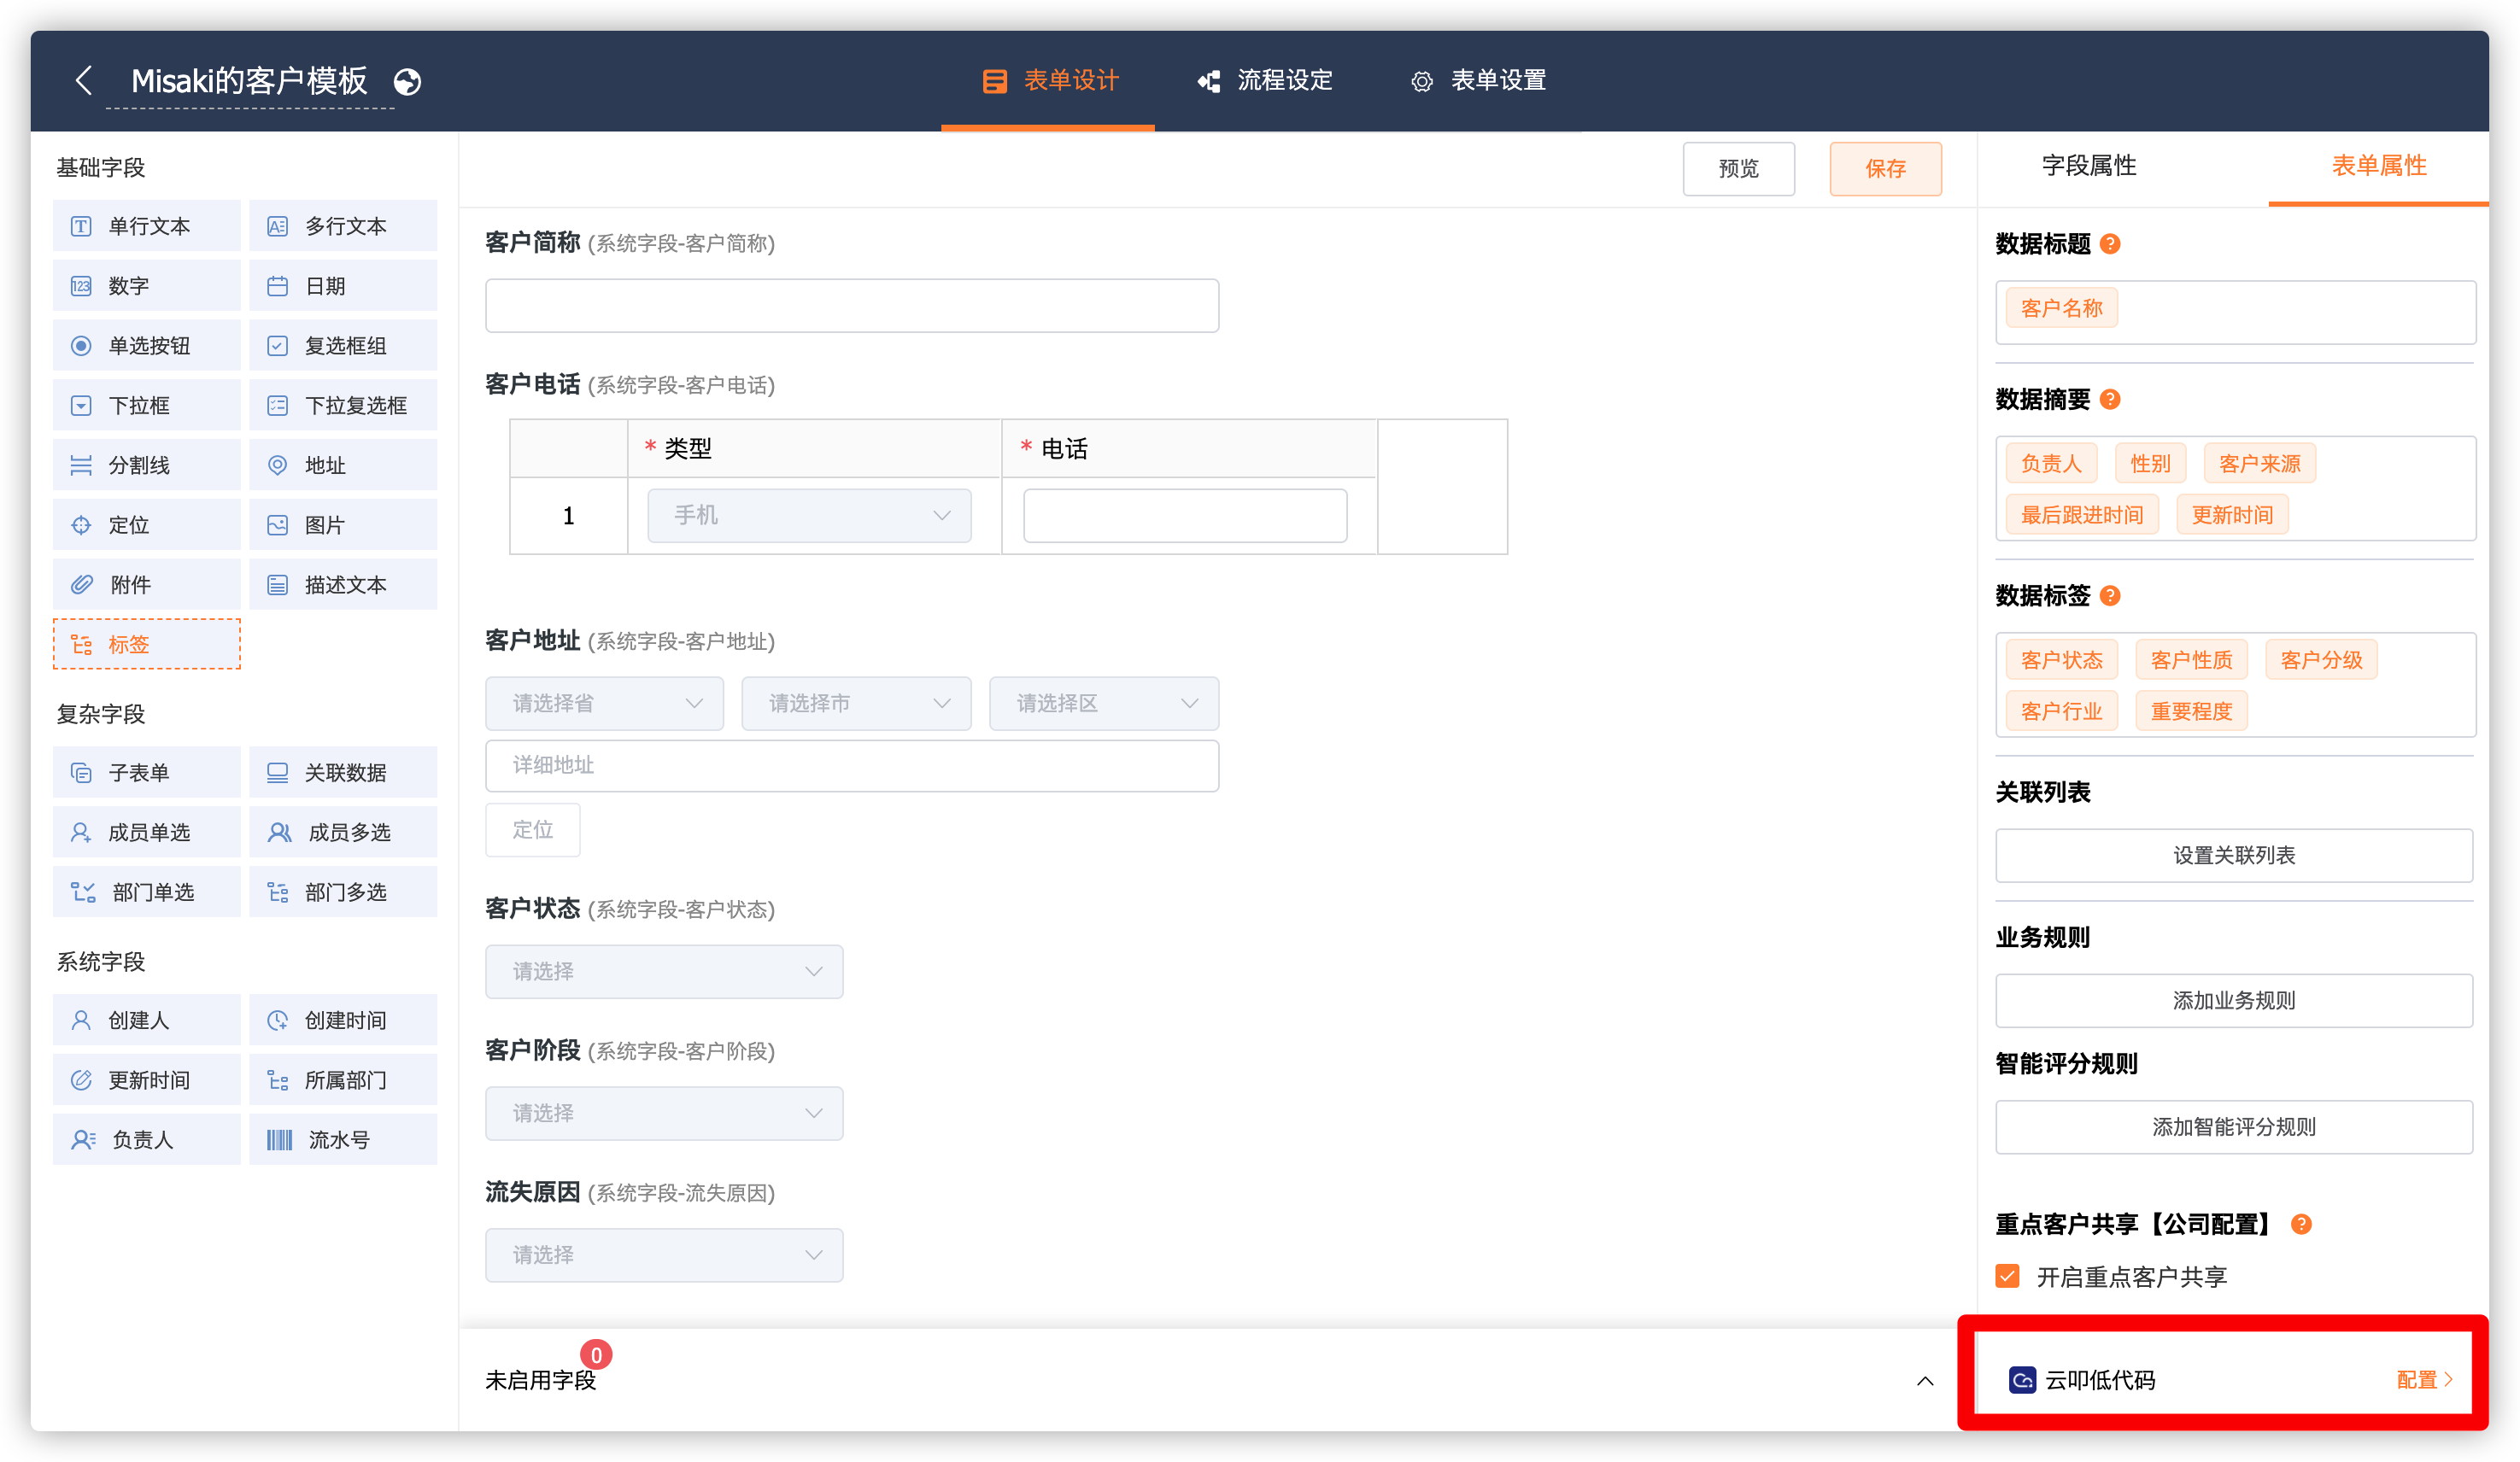 Misaki的客户模板
表单设计
流程设定
表单设置
基础字段
单行文本
多行文本
数字
日期
单选按钮
复选框组
下拉框
下拉复选框
分割线
地址
定位
图片
附件
描述文本
标签
复杂字段
子表单
关联数据
成员单选
成员多选
部门单选
部门多选
系统字段
创建人
创建时间
更新时间
所属部门
负责人
流水号
预览
保存
客户简称 (系统字段-客户简称)
客户电话 (系统字段-客户电话)
* 类型
* 电话
1
手机
客户地址 (系统字段-客户地址)
请选择省
请选择市
请选择区
详细地址
定位
客户状态 (系统字段-客户状态)
请选择
客户阶段 (系统字段-客户阶段)
请选择
流失原因 (系统字段-流失原因)
请选择
未启用字段
0
字段属性
表单属性
数据标题 ?
客户名称
数据摘要 ?
负责人 性别 客户来源
最后跟进时间 更新时间
数据标签 ?
客户状态 客户性质 客户分级
客户行业 重要程度
关联列表
设置关联列表
业务规则
添加业务规则
智能评分规则
添加智能评分规则
重点客户共享【公司配置】 ?
开启重点客户共享
云叩低代码
配置